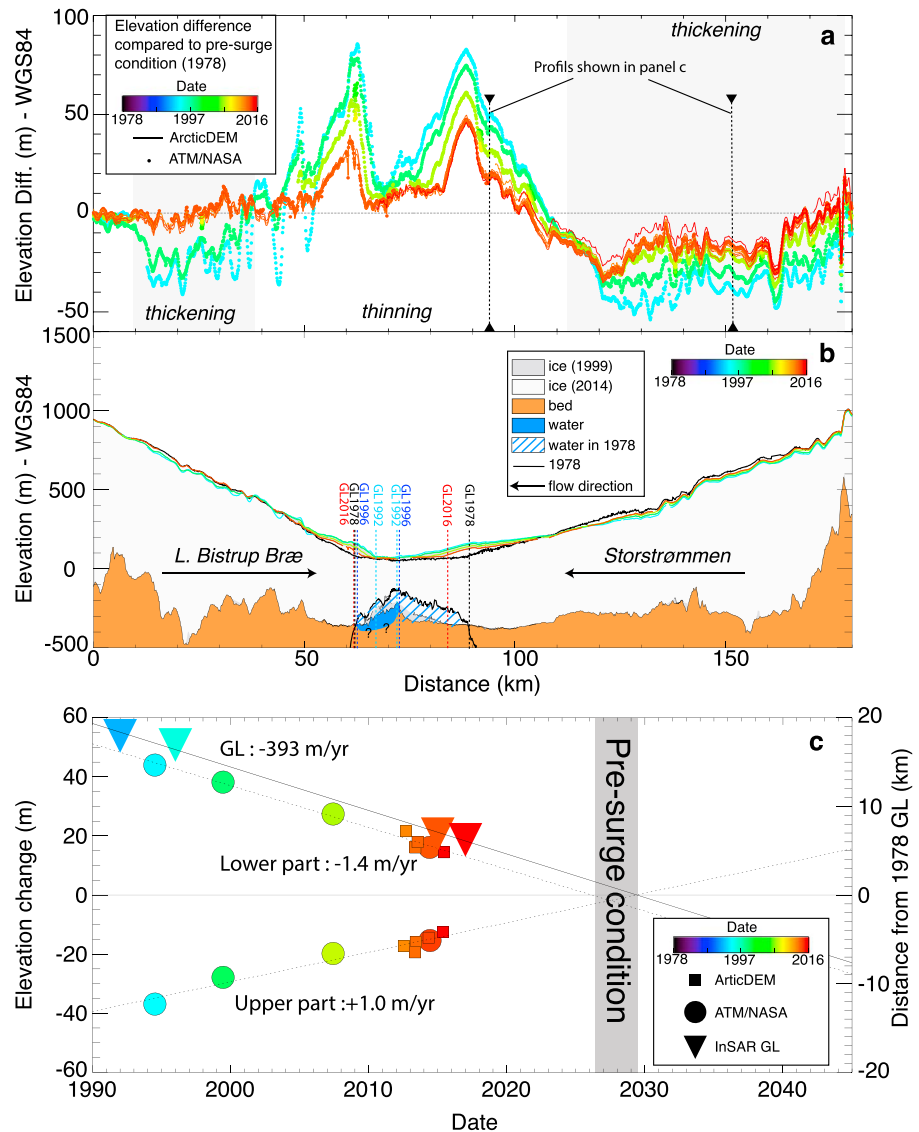 Elevation difference
compared to pre-surge
condition (1978)
Date
1978 1997 2016
ArcticDEM
ATM/NASA
thickening
a
Profils shown in panel c
100
50
0
-50
Elevation Diff. (m) - WGS84
thickening
thinning
1500
1000
500
0
-500
Elevation (m) - WGS84
b
ice (1999)
ice (2014)
bed
water
water in 1978
1978
flow direction
Date
1978 1997 2016
GL2016
GL1978
GL1996
GL1992
GL1992
GL1996
GL2016
GL1978
L. Bistrup Bræ
Storstrømmen
? ?
0 50 100 150
Distance (km)
60
40
20
0
-20
-40
-60
Elevation change (m)
GL : -393 m/yr
Lower part : -1.4 m/yr
Upper part :+1.0 m/yr
Pre-surge condition
c
20
10
0
-10
-20
Distance from 1978 GL (km)
Date
1978 1997 2016
ArticDEM
ATM/NASA
InSAR GL
1990 2000 2010 2020 2030 2040
Date